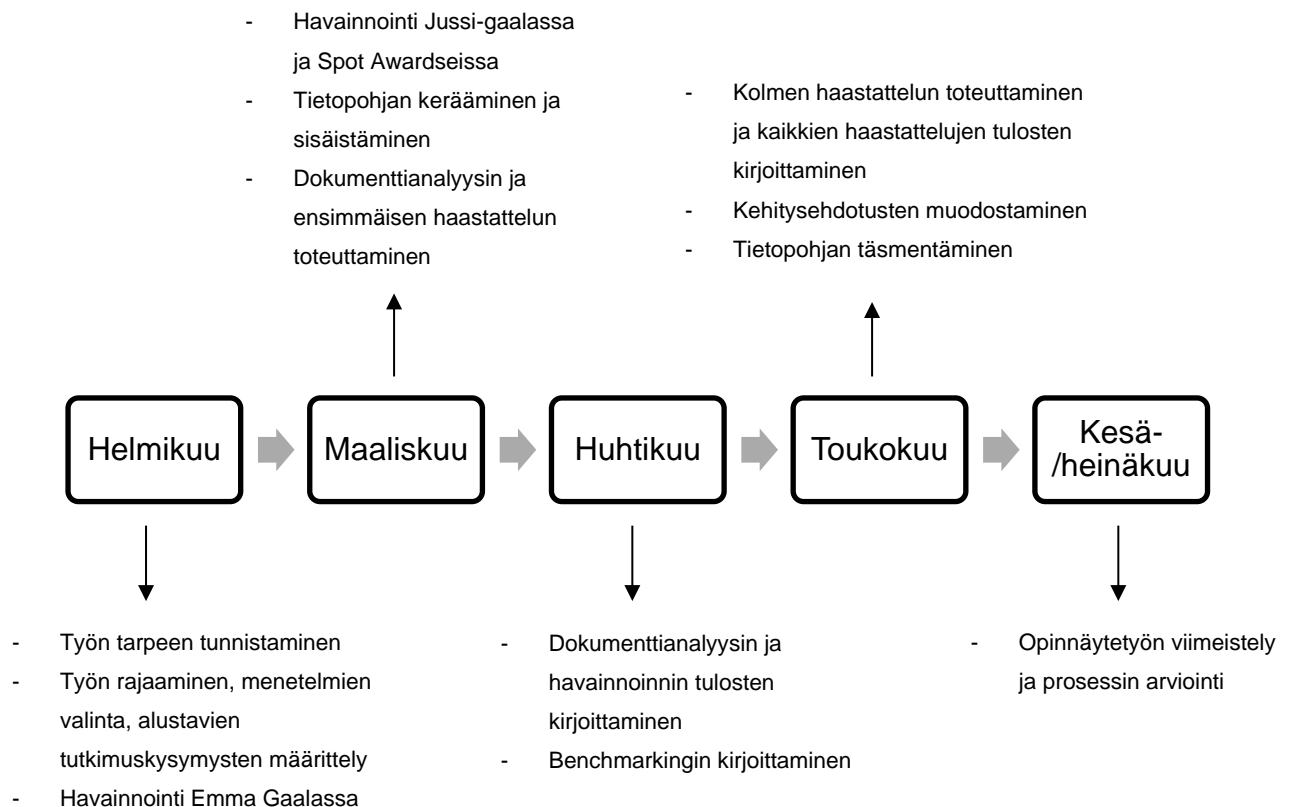 - Havainnointi Jussi-gaalassa
ja Spot Awardseissa
- Tietopohjan kerääminen ja
sisäistäminen
- Dokumenttianalyysin ja
ensimmäisen haastattelun
toteuttaminen
- Kolmen haastattelun toteuttaminen
ja kaikkien haastattelujen tulosten
kirjoittaminen
- Kehitysehdotusten muodostaminen
- Tietopohjan täsmentäminen
Helmikuu
Maaliskuu
Huhtikuu
Toukokuu
Kesä-
/heinäkuu
- Työn tarpeen tunnistaminen
- Työn rajaaminen, menetelmien
valinta, alustavien
tutkimuskysymysten määrittely
- Havainnointi Emma Gaalassa
- Dokumenttianalyysin ja
havainnoinnin tulosten
kirjoittaminen
- Benchmarkingin kirjoittaminen
- Opinnäytetyön viimeistely
ja prosessin arviointi